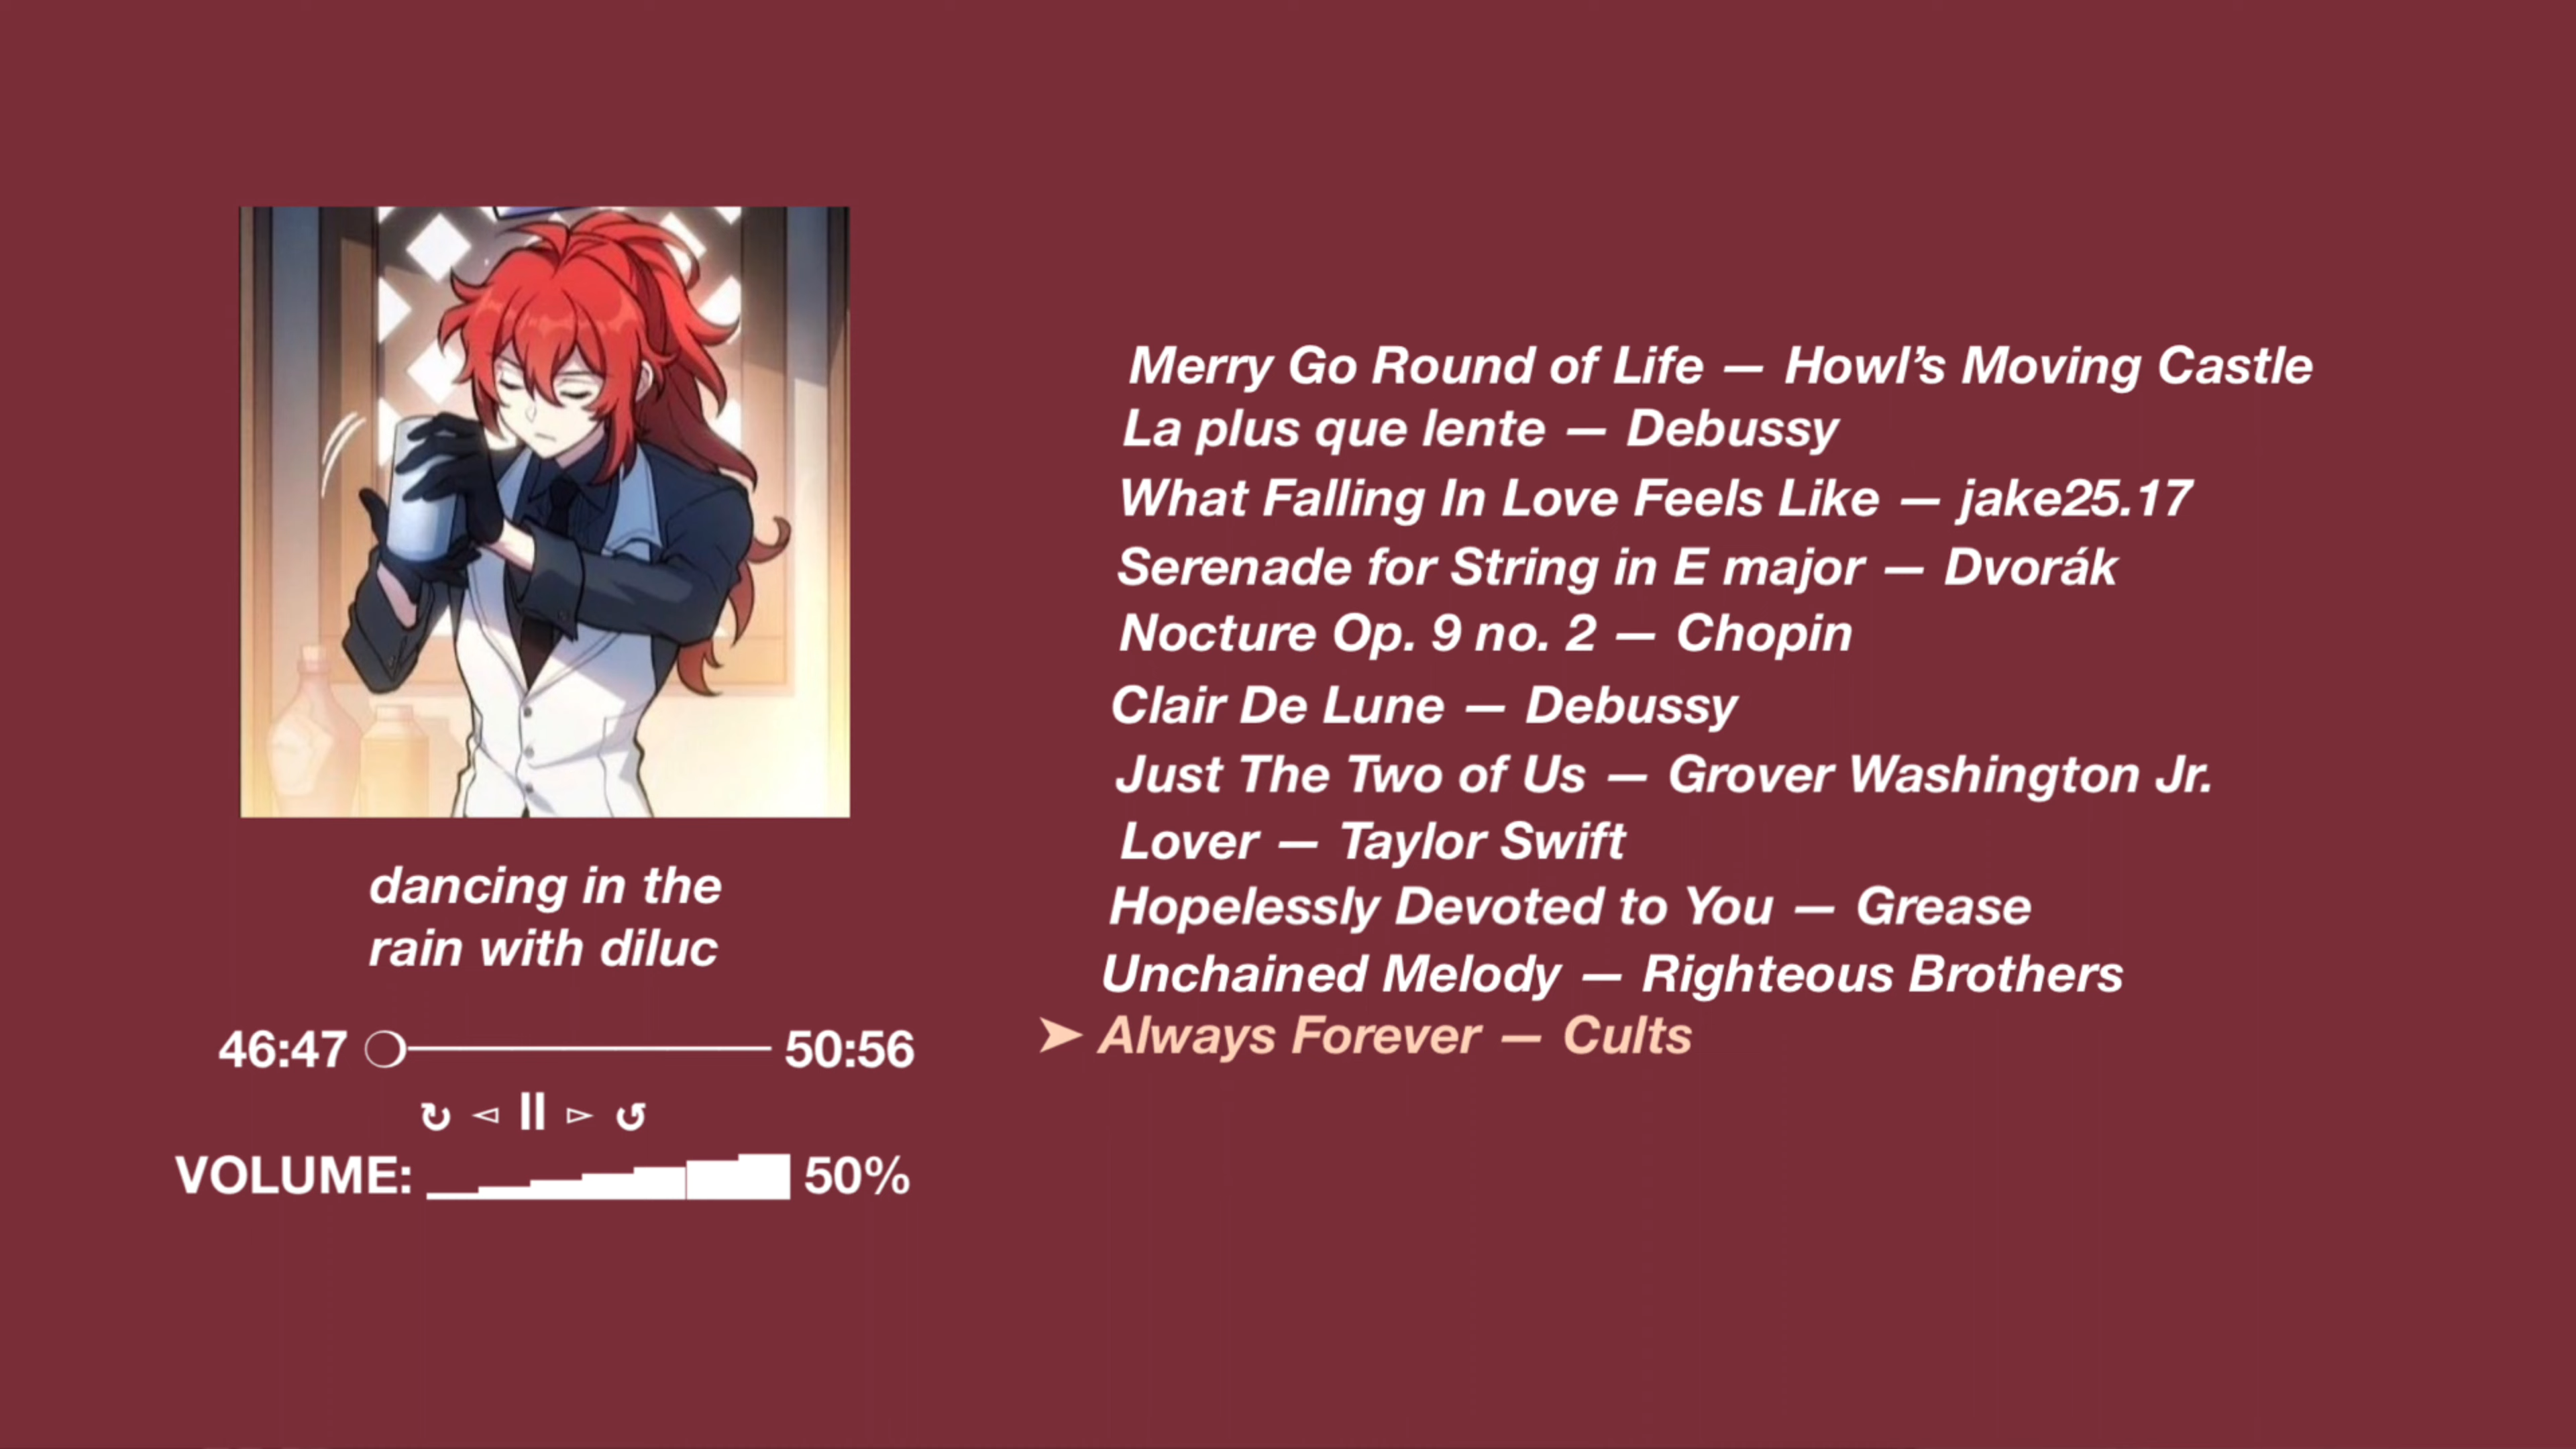 dancing in the
rain with diluc
46:47 50:56
VOLUME: 50%
Merry Go Round of Life — Howl’s Moving Castle
La plus que lente — Debussy
What Falling In Love Feels Like — jake25.17
Serenade for String in E major — Dvorák
Nocture Op. 9 no. 2 — Chopin
Clair De Lune — Debussy
Just The Two of Us — Grover Washington Jr.
Lover — Taylor Swift
Hopelessly Devoted to You — Grease
Unchained Melody — Righteous Brothers
➤ Always Forever — Cults